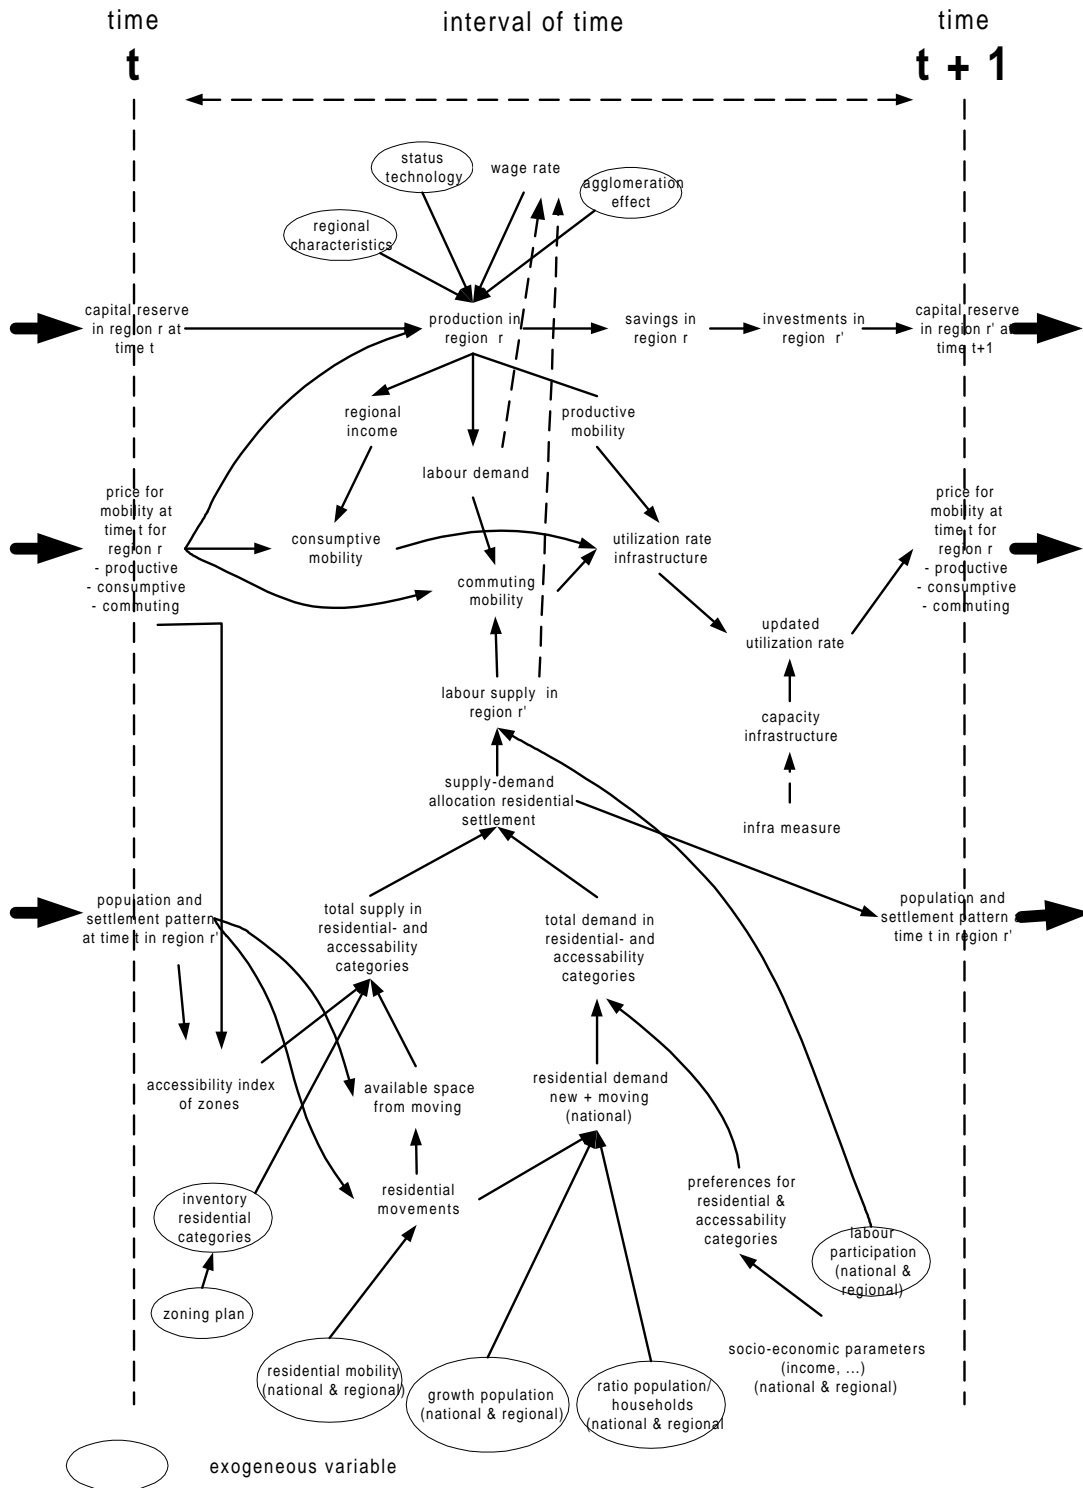 time
interval of time
time
t
t + 1
status
technology
wage rate
agglomeration
effect
regional
characteristics
capital reserve
in region r at
time t
production in
region r
savings in
region r
investments in
region r'
capital reserve
in region r' at
time t+1
regional
income
productive
mobility
labour demand
price for
mobility at
time t for
region r
- productive
- consumptive
- commuting
consumptive
mobility
utilization rate
infrastructure
commuting
mobility
price for
mobility at
time t for
region r
- productive
- consumptive
- commuting
updated
utilization rate
labour supply in
region r'
capacity
infrastructure
supply-demand
allocation residential
settlement
infra measure
population and
settlement pattern
at time t in region r'
total supply in
residential- and
accessability
categories
total demand in
residential- and
accessability
categories
population and
settlement pattern a
time t in region r'
accessibility index
of zones
available space
from moving
residential demand
new + moving
(national)
inventory
residential
categories
residential
movements
preferences for
residential &
accessability
categories
labour
participation
(national &
regional)
zoning plan
residential mobility
(national & regional)
growth population
(national & regional)
ratio population/
households
(national & regional
socio-economic parameters
(income, ...)
(national & regional)
exogeneous variable